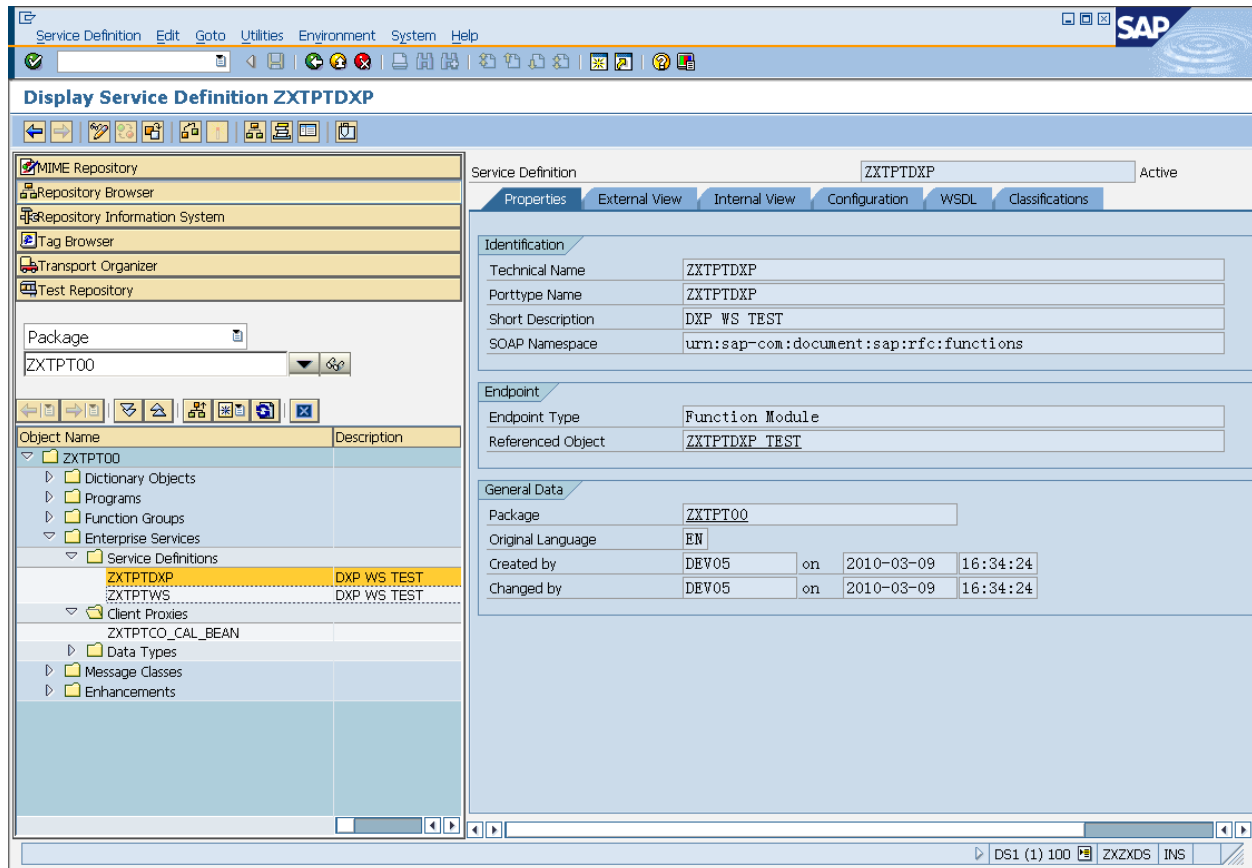 Service Definition Edit Goto Utilities Environment System Help
SAP
Display Service Definition ZXTPTDXP
MIME Repository
Repository Browser
Repository Information System
Tag Browser
Transport Organizer
Test Repository
Package
ZXTPT00
Object Name Description
ZXTPT00
Dictionary Objects
Programs
Function Groups
Enterprise Services
Service Definitions
ZXTPTDXP DXP WS TEST
ZXTPTWS DXP WS TEST
Client Proxies
ZXTPTCO_CAL_BEAN
Data Types
Message Classes
Enhancements
Service Definition ZXTPTDXP Active
Properties External View Internal View Configuration WSDL Classifications
Identification
Technical Name ZXTPTDXP
Porttype Name ZXTPTDXP
Short Description DXP WS TEST
SOAP Namespace urn:sap-com:document:sap:rfc:functions
Endpoint
Endpoint Type Function Module
Referenced Object ZXTPTDXP_TEST
General Data
Package ZXTPT00
Original Language EN
Created by DEV05 on 2010-03-09 16:34:24
Changed by DEV05 on 2010-03-09 16:34:24
DS1 (1) 100 ZXZXDS INS